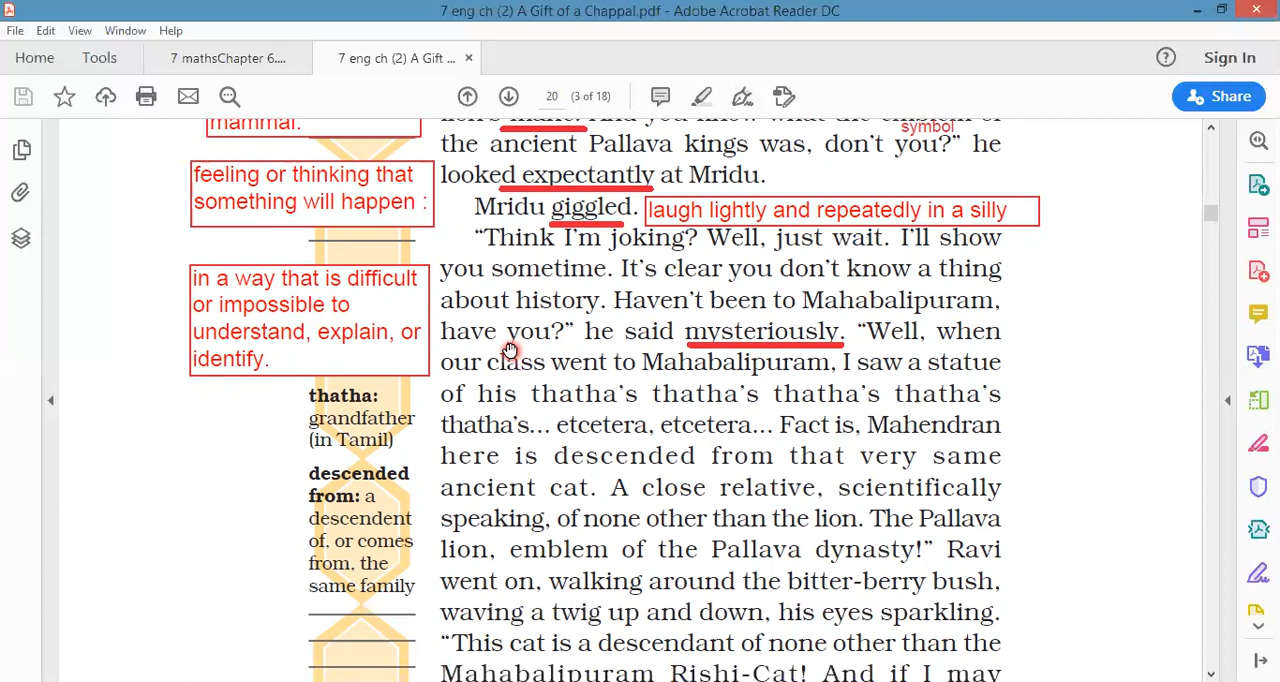 7 eng ch (2) A Gift of a Chappal.pdf - Adobe Acrobat Reader DC
File Edit View Window Help
Home Tools 7 mathsChapter 6.... 7 eng ch (2) A Gift ... ×
Sign In
20 (3 of 18)
Share
mammal.
symbol
the ancient Pallava kings was, don't you?” he
looked expectantly at Mridu.
feeling or thinking that
something will happen :
Mridu giggled.
laugh lightly and repeatedly in a silly
“Think I'm joking? Well, just wait. I'll show
you sometime. It's clear you don't know a thing
about history. Haven't been to Mahabalipuram,
have you?” he said mysteriously. “Well, when
our class went to Mahabalipuram, I saw a statue
of his thatha's thatha's thatha's thatha's
thatha's... etcetera, etcetera... Fact is, Mahendran
here is descended from that very same
ancient cat. A close relative, scientifically
speaking, of none other than the lion. The Pallava
lion, emblem of the Pallava dynasty!” Ravi
went on, walking around the bitter-berry bush,
waving a twig up and down, his eyes sparkling.
“This cat is a descendant of none other than the
Mahabalipuram Rishi-Cat! And if I may
in a way that is difficult
or impossible to
understand, explain, or
identify.
thatha:
grandfather
(in Tamil)
descended
from: a
descendent
of, or comes
from, the
same family